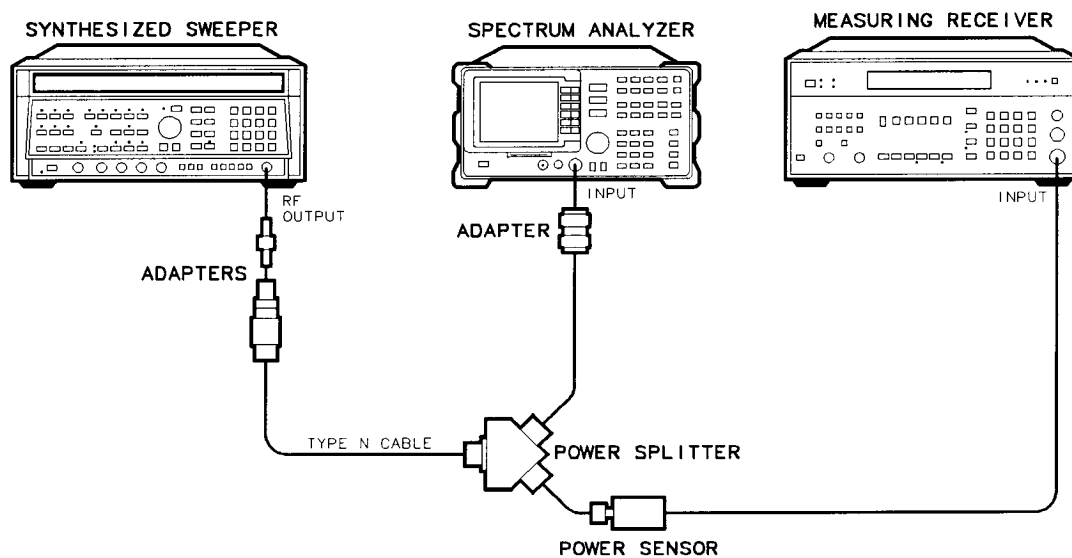 SYNTHESIZED SWEEPER
SPECTRUM ANALYZER
MEASURING RECEIVER
RF
OUTPUT
INPUT
INPUT
ADAPTER
ADAPTERS
TYPE N CABLE
POWER SPLITTER
POWER SENSOR